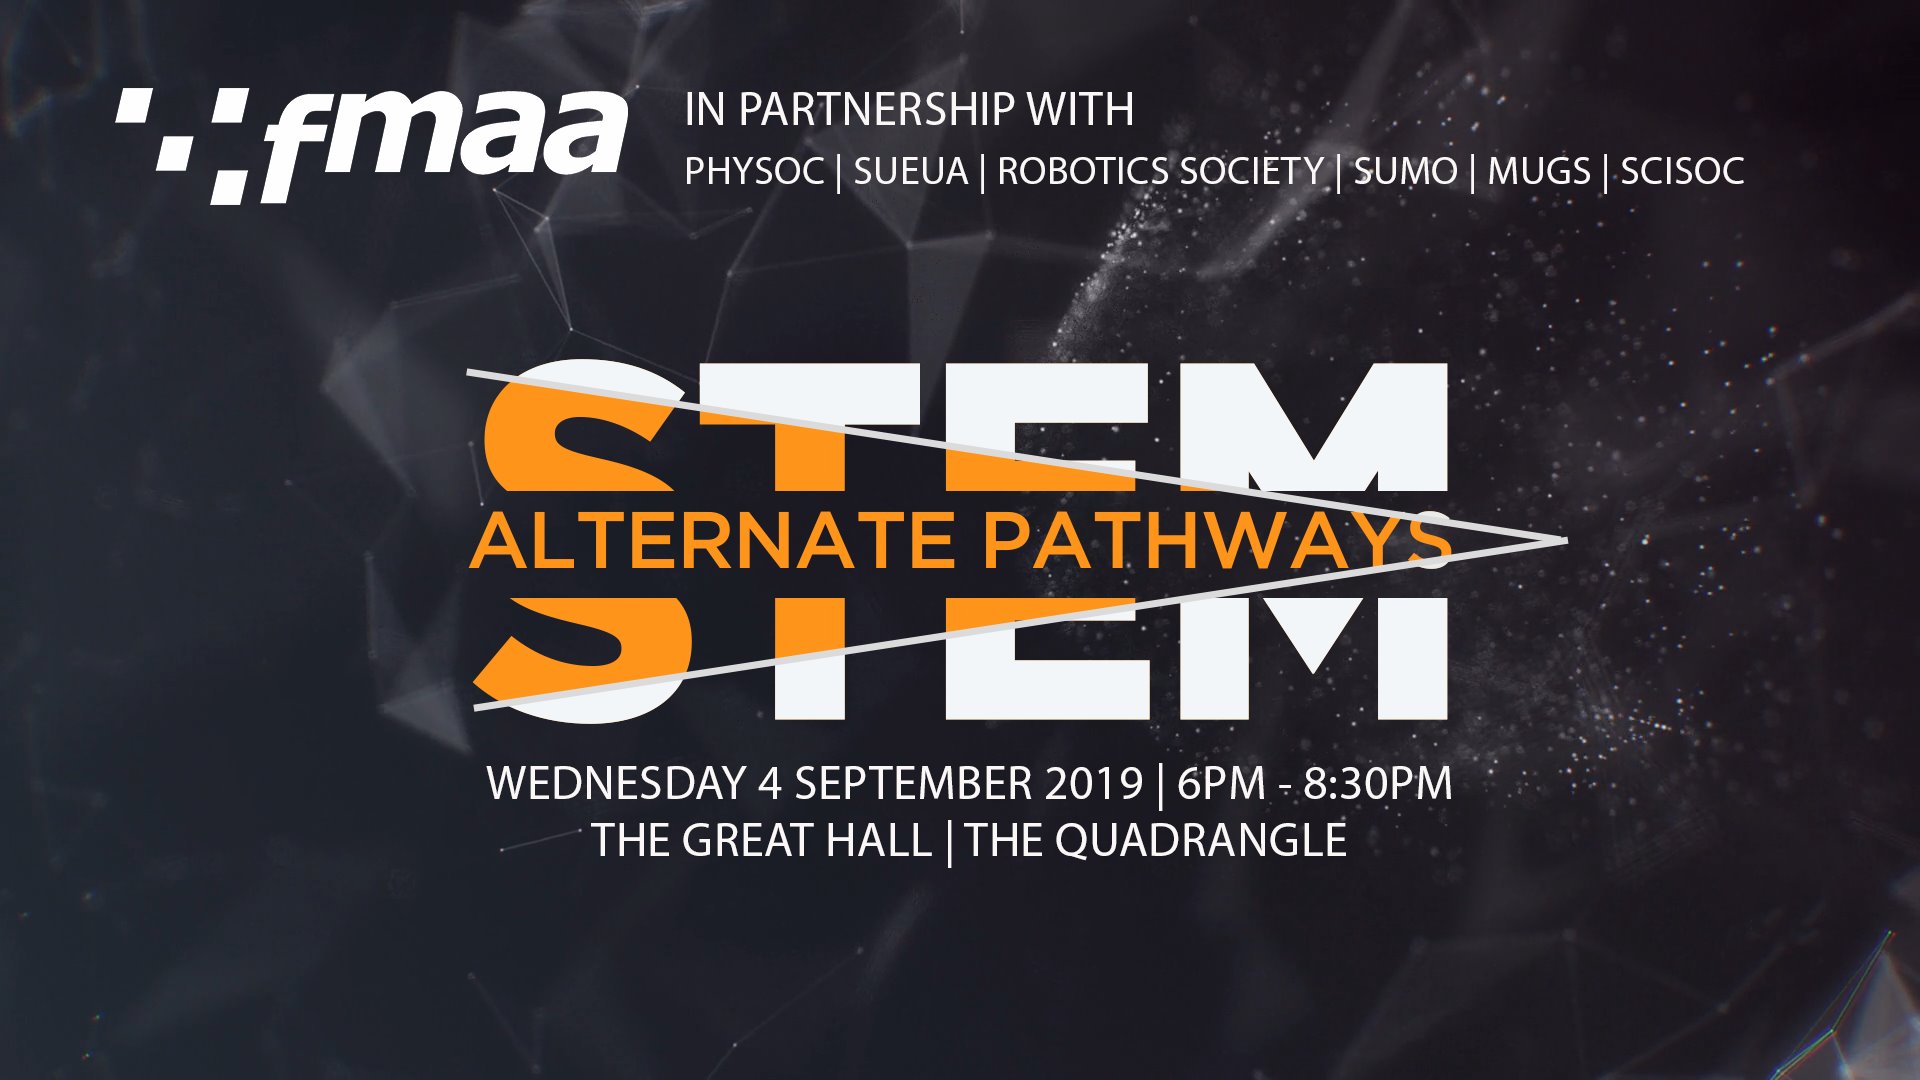 fmaa
IN PARTNERSHIP WITH
PHYSOC | SUEUA | ROBOTICS SOCIETY | SUMO | MUGS | SCISOC
STEM
ALTERNATE PATHWAYS
WEDNESDAY 4 SEPTEMBER 2019 | 6PM - 8:30PM
THE GREAT HALL | THE QUADRANGLE